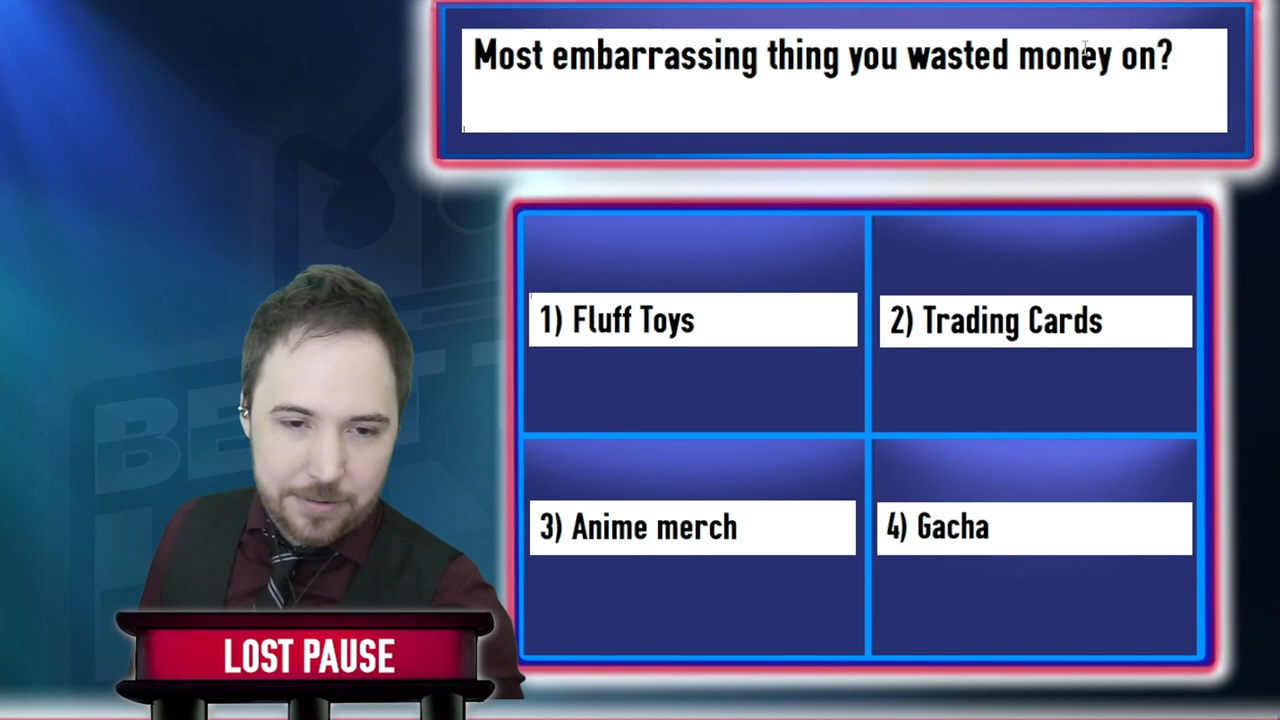 Most embarrassing thing you wasted money on?
1) Fluff Toys
2) Trading Cards
3) Anime merch
4) Gacha
LOST PAUSE